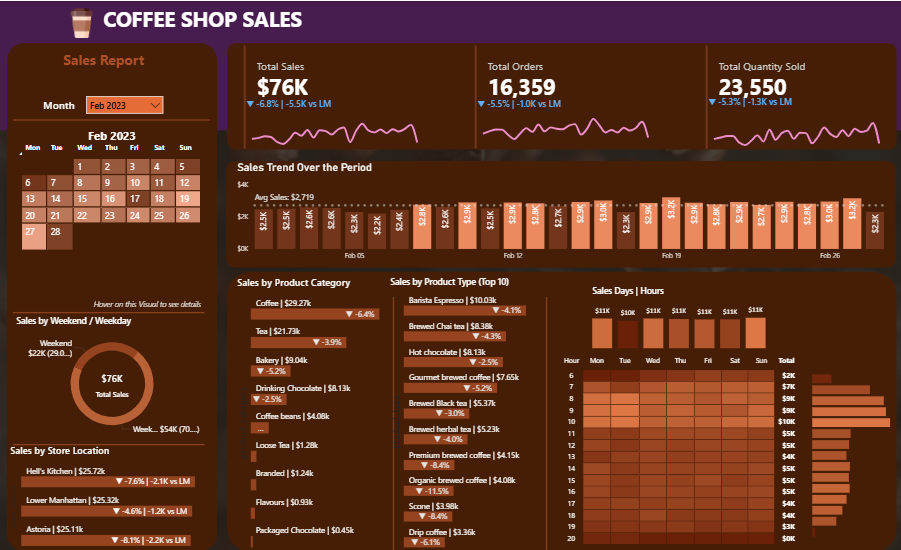 COFFEE SHOP SALES
Sales Report
Month
Feb 2023
Feb 2023
Mon Tue Wed Thu Fri Sat Sun
1 2 3 4 5
6 7 8 9 10 11 12
13 14 15 16 17 18 19
20 21 22 23 24 25 26
27 28
Hover on this Visual to see details
Sales by Weekend / Weekday
Weekend
$22K (29.0...)
$76K
Total Sales
Week... $54K (70....)
Sales by Store Location
Hell's Kitchen | $25.72k
▼ -7.6% | -2.1K vs LM
Lower Manhattan | $25.32k
▼ -4.6% | -1.2K vs LM
Astoria | $25.11k
▼ -8.1% | -2.2K vs LM
Total Sales
$76K
▼ -6.8% | -5.5K vs LM
Total Orders
16,359
▼ -5.5% | -1.0K vs LM
Total Quantity Sold
23,550
▼ -5.3% | -1.3K vs LM
Sales Trend Over the Period
$4K
Avg Sales: $2,719
$2K
$0K
$2.5K $2.5K $2.6K $2.6K $2.3K $2.2K $2.4K $2.8K $2.6K $2.9K $2.5K $2.9K $2.8K $2.7K $2.9K $3.0K $2.3K $2.9K $3.2K $2.9K $2.8K $2.9K $2.7K $2.9K $2.8K $3.0K $3.2K $2.3K
Feb 05 Feb 12 Feb 19 Feb 26
Sales by Product Category
Coffee | $29.27k
▼ -6.4%
Tea | $21.73k
▼ -3.9%
Bakery | $9.04k
▼ -5.2%
Drinking Chocolate | $8.13k
▼ -2.5%
Coffee beans | $4.08k
...
Loose Tea | $1.28k
Branded | $1.24k
Flavours | $0.93k
Packaged Chocolate | $0.45k
Sales by Product Type (Top 10)
Barista Espresso | $10.03k
▼ -4.1%
Brewed Chai tea | $8.38k
▼ -4.3%
Hot chocolate | $8.13k
▼ -2.5%
Gourmet brewed coffee | $7.65k
▼ -5.2%
Brewed Black tea | $5.37k
▼ -3.0%
Brewed herbal tea | $5.23k
▼ -4.0%
Premium brewed coffee | $4.15k
▼ -8.4%
Organic brewed coffee | $4.08k
▼ -11.5%
Scone | $3.98k
▼ -8.4%
Drip coffee | $3.36k
▼ -6.1%
Sales Days | Hours
$11K $10K $11K $11K $11K $11K $11K
Hour Mon Tue Wed Thu Fri Sat Sun Total
6 $2K
7 $7K
8 $9K
9 $9K
10 $10K
11 $5K
12 $5K
13 $4K
14 $5K
15 $5K
16 $5K
17 $4K
18 $4K
19 $3K
20 $0K